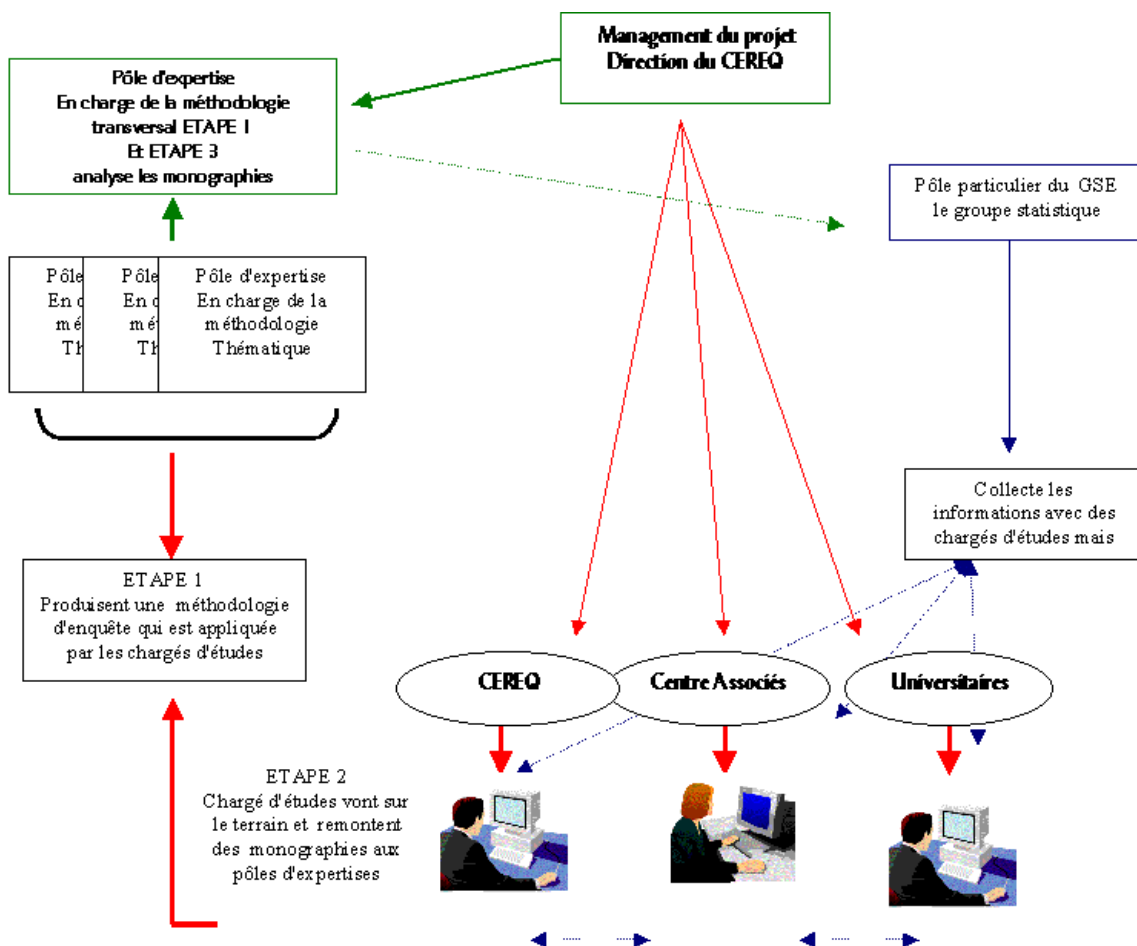 Management du projet
Direction du CEREQ
Pôle d'expertise
En charge de la méthodologie
transversal ETAPE 1
Et ETAPE 3
analyse les monographies
Pôle particulier du GSE
le groupe statistique
Pôle
En c
mé
Th
Pôle
En c
mé
Th
Pôle d'expertise
En charge de la
méthodologie
Thématique
Collecte les
informations avec des
chargés d'études mais
ETAPE 1
Produisent une méthodologie
d'enquête qui est appliquée
par les chargés d'études
CEREQ
Centre Associés
Universitaires
ETAPE 2
Chargé d'études vont sur
le terrain et remontent
des monographies aux
pôles d'expertises